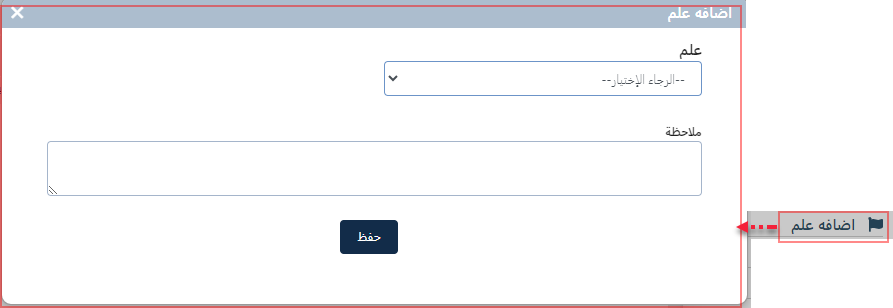 اضافه علم
علم
--الرجاء الإختيار--
ملاحظة
حفظ
اضافه علم